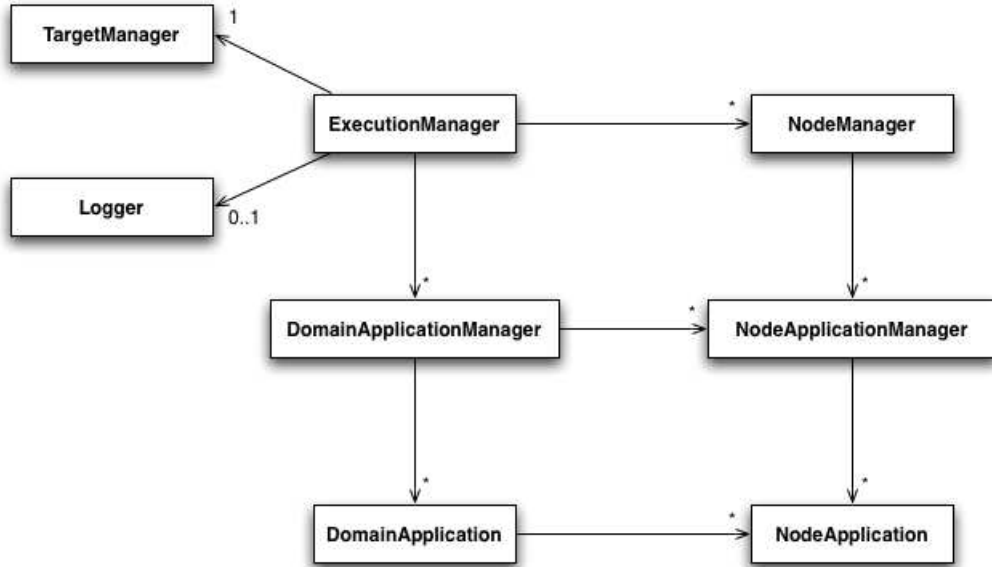 TargetManager
1
ExecutionManager
*
NodeManager
Logger
0..1
*
*
DomainApplicationManager
*
NodeApplicationManager
*
*
DomainApplication
*
NodeApplication